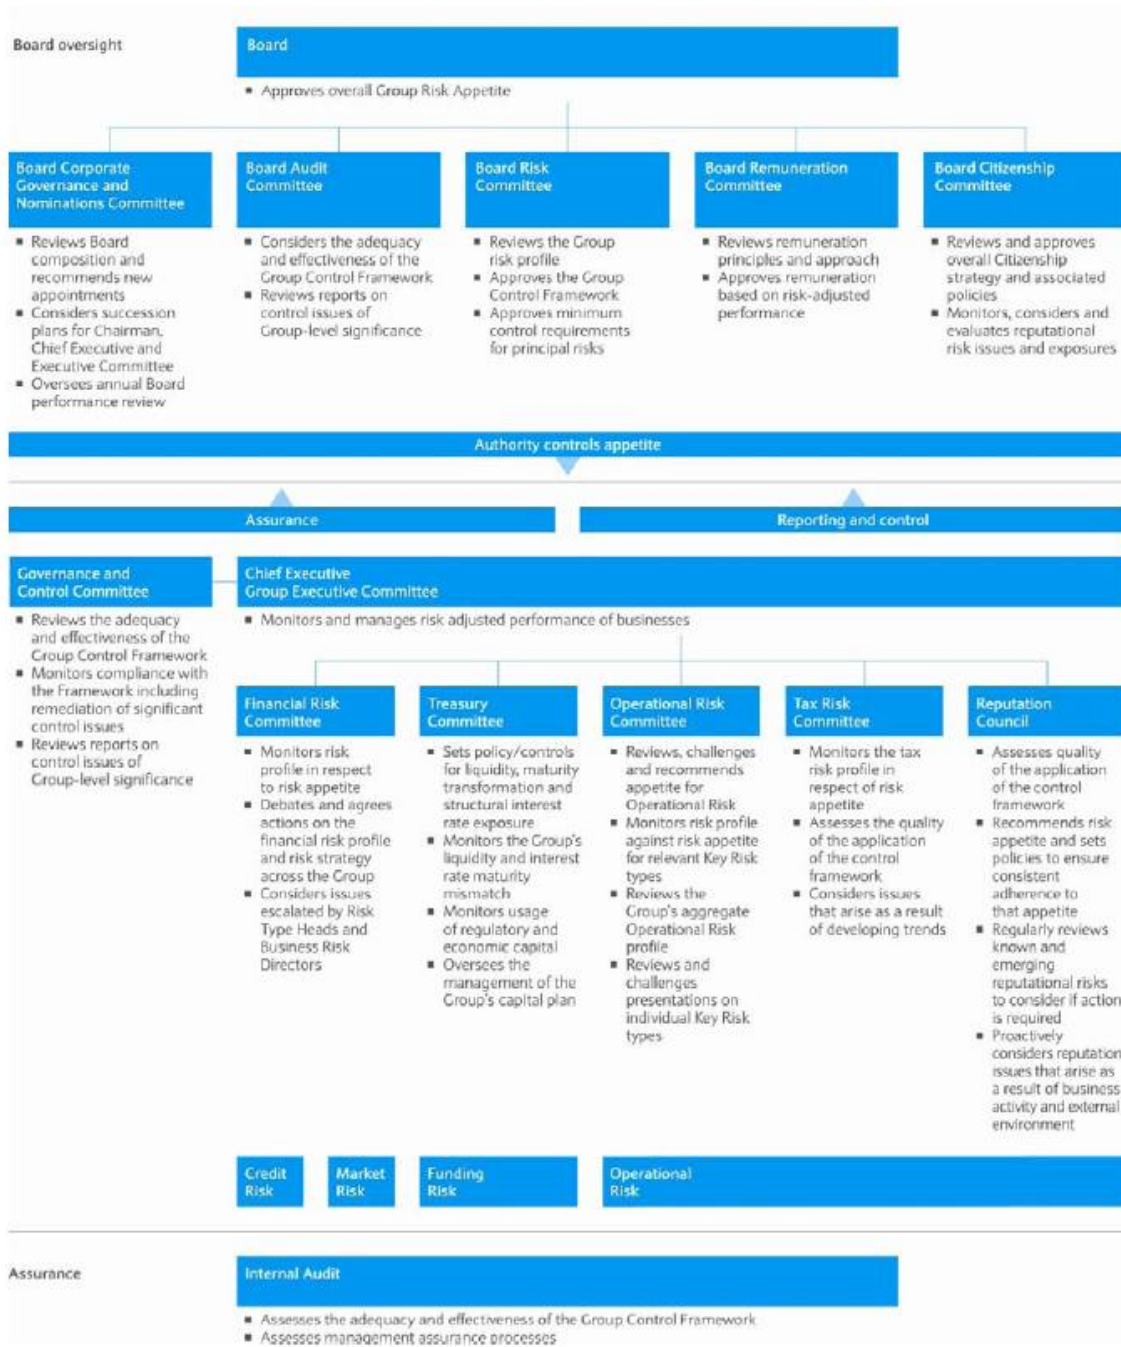 Board oversight
Board
▪ Approves overall Group Risk Appetite
Board Corporate
Governance and
Nominations Committee
▪ Reviews Board
composition and
recommends new
appointments
▪ Considers succession
plans for Chairman,
Chief Executive and
Executive Committee
▪ Oversees annual Board
performance review
Board Audit
Committee
▪ Considers the adequacy
and effectiveness of the
Group Control Framework
▪ Reviews reports on
control issues of
Group-level significance
Board Risk
Committee
▪ Reviews the Group
risk profile
▪ Approves the Group
Control Framework
▪ Approves minimum
control requirements
for principal risks
Board Remuneration
Committee
▪ Reviews remuneration
principles and approach
▪ Approves remuneration
based on risk-adjusted
performance
Board Citizenship
Committee
▪ Reviews and approves
overall Citizenship
strategy and associated
policies
▪ Monitors, considers and
evaluates reputational
risk issues and exposures
Authority controls appetite
Assurance
Reporting and control
Governance and
Control Committee
▪ Reviews the adequacy
and effectiveness of the
Group Control Framework
▪ Monitors compliance with
the Framework including
remediation of significant
control issues
▪ Reviews reports on
control issues of
Group-level significance
Chief Executive
Group Executive Committee
▪ Monitors and manages risk adjusted performance of businesses
Financial Risk
Committee
▪ Monitors risk
profile in respect
to risk appetite
▪ Debates and agrees
actions on the
financial risk profile
and risk strategy
across the Group
▪ Considers issues
escalated by Risk
Type Heads and
Business Risk
Directors
Treasury
Committee
▪ Sets policy/controls
for liquidity, maturity
transformation and
structural interest
rate exposure
▪ Monitors the Group's
liquidity and interest
rate maturity
mismatch
▪ Monitors usage
of regulatory and
economic capital
▪ Oversees the
management of the
Group's capital plan
Operational Risk
Committee
▪ Reviews, challenges
and recommends
appetite for
Operational Risk
▪ Monitors risk profile
against risk appetite
for relevant Key Risk
types
▪ Reviews the
Group's aggregate
Operational Risk
profile
▪ Reviews and
challenges
presentations on
individual Key Risk
types
Tax Risk
Committee
▪ Monitors the tax
risk profile in
respect of risk
appetite
▪ Assesses the quality
of the application
of the control
framework
▪ Considers issues
that arise as a result
of developing trends
Reputation
Council
▪ Assesses quality
of the application
of the control
framework
▪ Recommends risk
appetite and sets
policies to ensure
consistent
adherence to
that appetite
▪ Regularly reviews
known and
emerging
reputational risks
to consider if action
is required
▪ Proactively
considers reputation
issues that arise as
a result of business
activity and external
environment
Credit
Risk
Market
Risk
Funding
Risk
Operational
Risk
Assurance
Internal Audit
▪ Assesses the adequacy and effectiveness of the Group Control Framework
▪ Assesses management assurance processes